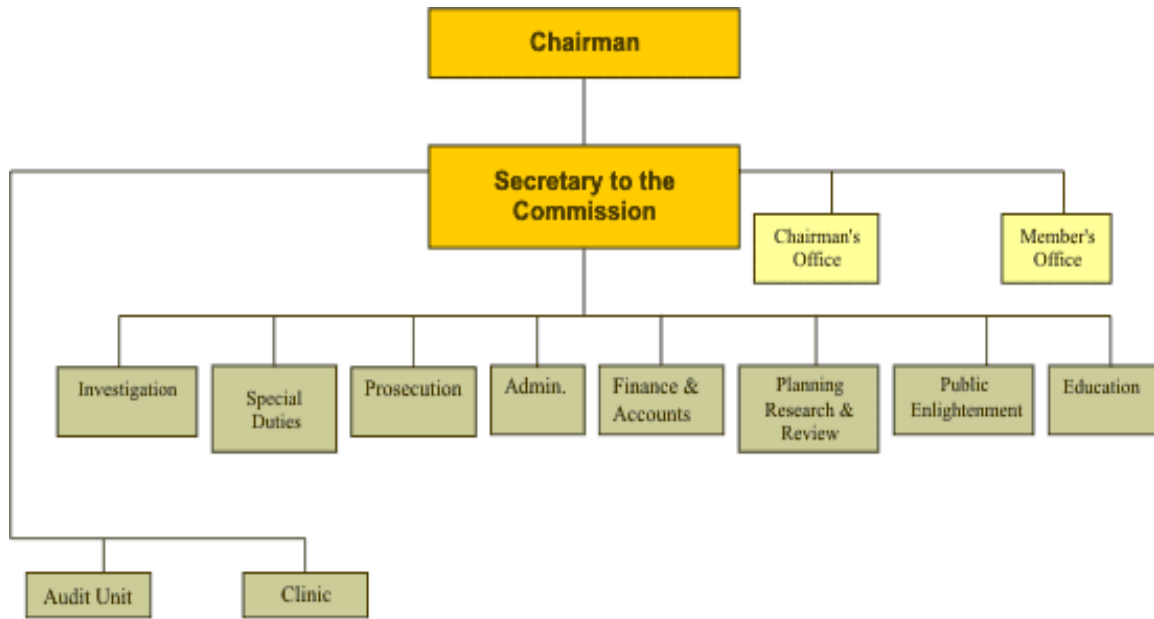 Chairman
Secretary to the
Commission
Chairman's
Office
Member's
Office
Investigation
Special
Duties
Prosecution
Admin.
Finance &
Accounts
Planning
Research &
Review
Public
Enlightenment
Education
Audit Unit
Clinic